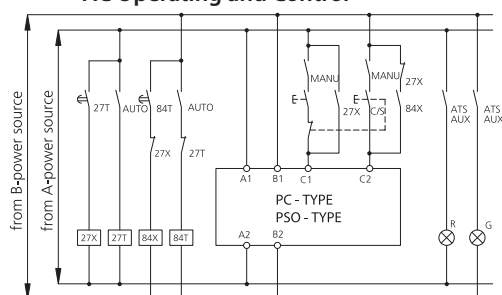 AC Operating and Control
from B-power source
from A-power source
27T
AUTO
84T
AUTO
27X
27T
MANU
E
27X
MANU
E
C/S
27X
84X
ATS
AUX
ATS
AUX
A1
B1
C1
C2
PC - TYPE
PSO - TYPE
A2
B2
27X
27T
84X
84T
R
G